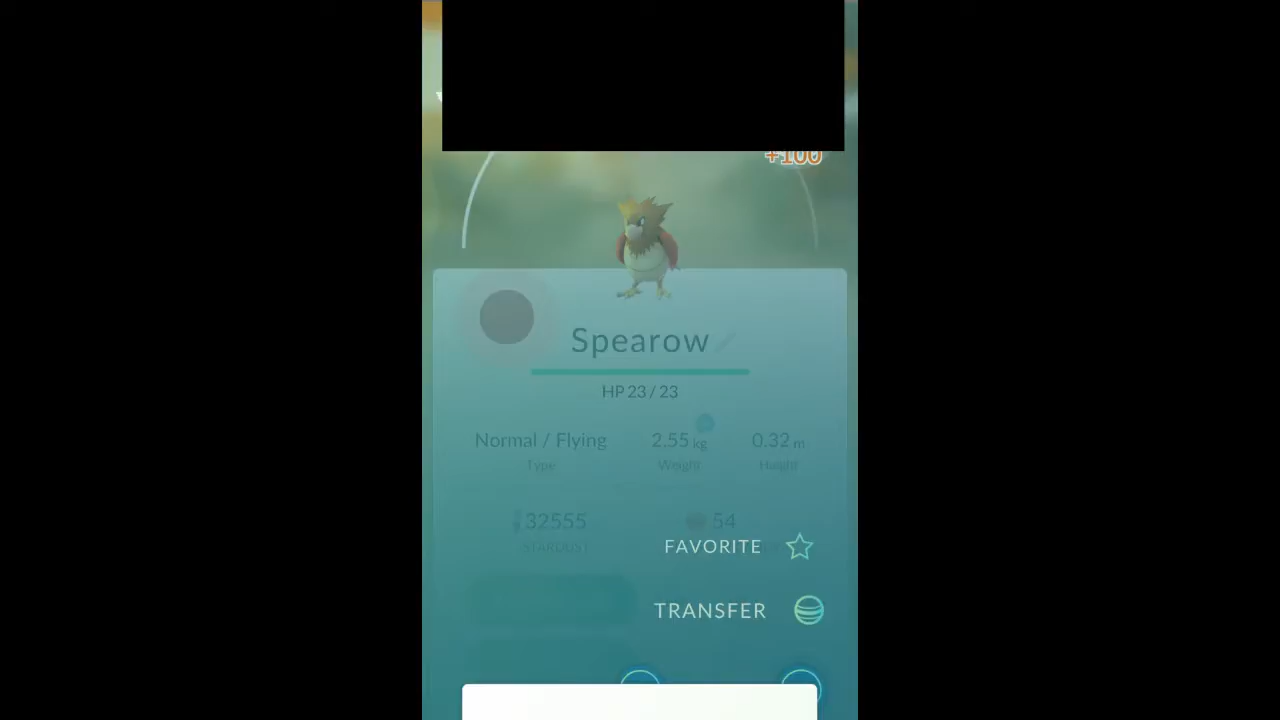 +100
Spearow
HP 23 / 23
Normal / Flying
2.55 kg
0.32 m
Type
Weight
Height
32555
54
STARDUST
FAVORITE
TRANSFER